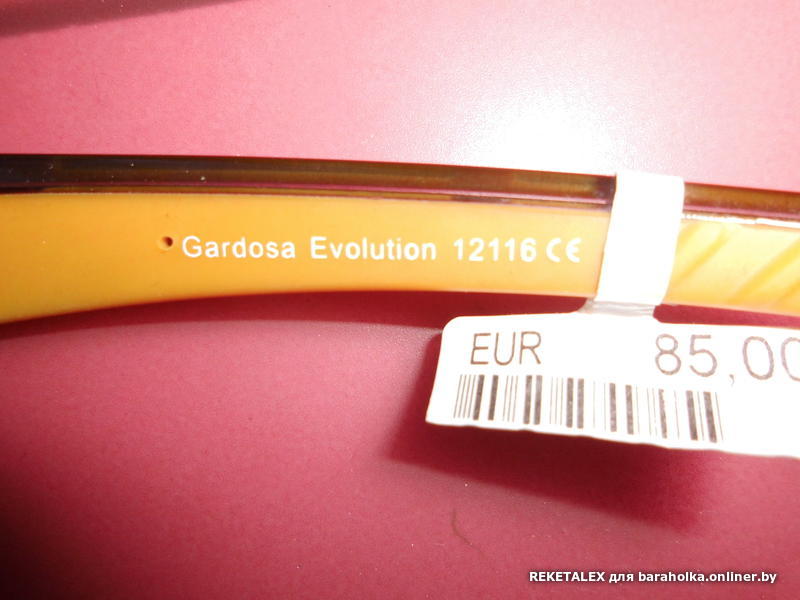 Gardosa Evolution 12116 CE
EUR 85,00
REKETALEX для baraholka.onliner.by